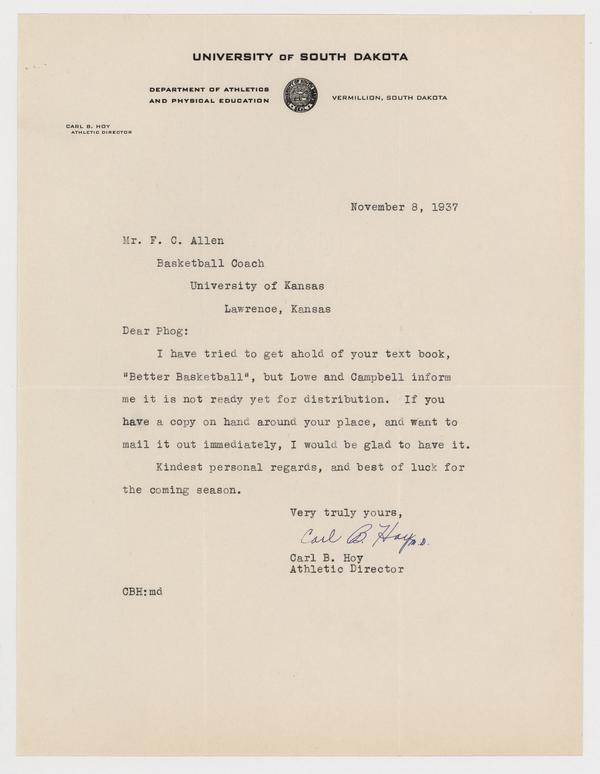 UNIVERSITY OF SOUTH DAKOTA
DEPARTMENT OF ATHLETICS
AND PHYSICAL EDUCATION
VERMILLION, SOUTH DAKOTA
CARL B. HOY
ATHLETIC DIRECTOR
November 8, 1937
Mr. F. C. Allen
Basketball Coach
University of Kansas
Lawrence, Kansas
Dear Phog:
I have tried to get ahold of your text book,
"Better Basketball", but Lowe and Campbell inform
me it is not ready yet for distribution. If you
have a copy on hand around your place, and want to
mail it out immediately, I would be glad to have it.
Kindest personal regards, and best of luck for
the coming season.
Very truly yours,
Carl B. Hoy M.D.
Carl B. Hoy
Athletic Director
CBH:md